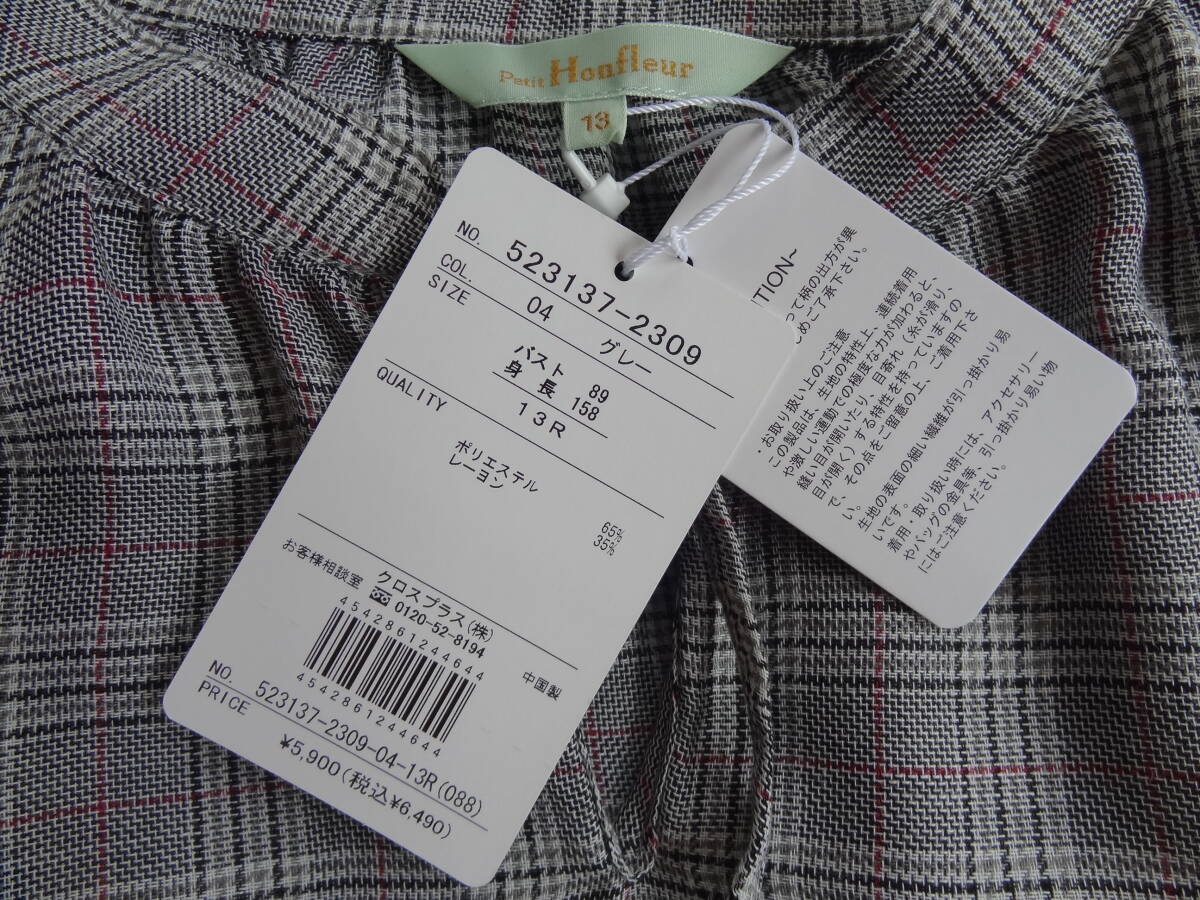 Petit Honfleur
13
NO. 523137-2309
COL. 04 グレー
SIZE
バスト 89
身長 158
13R
QUALITY
ポリエステル 65%
レーヨン 35%
クロスプラス(株)
お客様相談室 0120-52-8194
4542861244644
4542861244644
中国製
NO. 523137-2309-04-13R(088)
PRICE
¥5,900(税込¥6,490)
TION~
って柄の出方が異
めご了承下さい。
・お取り扱い上のご注意
この製品は、生地の特性上、連続着用
や激しい運動での極度な力が加わると、
縫い目が開いたり、目寄れ(糸が滑り、
目が開く)する特性を持っていますの
で、その点をご留意の上、ご着用下さ
い。
生地の表面の細い繊維が引っ掛かり易
いです。
着用・取り扱い時には、アクセサリー
やバッグの金具等、引っ掛かり易い物
にはご注意ください。